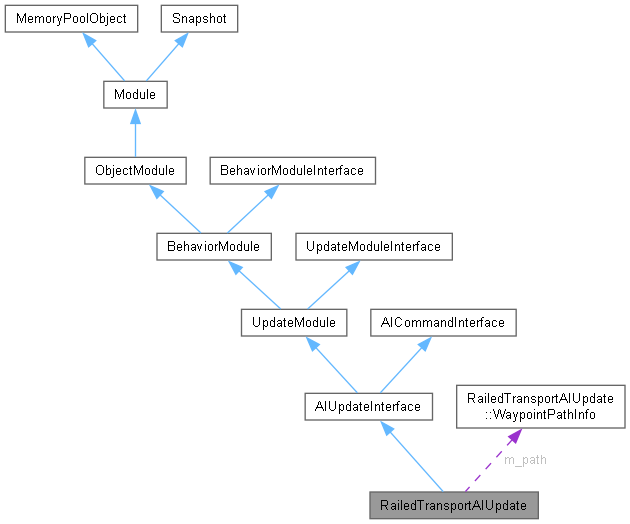 MemoryPoolObject
Snapshot
Module
ObjectModule
BehaviorModuleInterface
BehaviorModule
UpdateModuleInterface
UpdateModule
AICommandInterface
AIUpdateInterface
RailedTransportAIUpdate
::WaypointPathInfo
m_path
RailedTransportAIUpdate